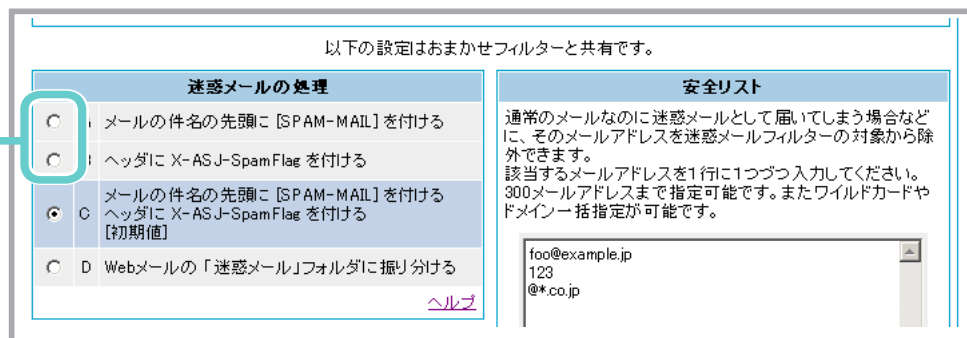 以下の設定はおまかせフィルターと共有です。
迷惑メールの処理
メールの件名の先頭に [SPAM-MAIL] を付ける
ヘッダに X-ASJ-SpamFlag を付ける
C
メールの件名の先頭に [SPAM-MAIL] を付ける
ヘッダに X-ASJ-SpamFlag を付ける
[初期値]
D Webメールの「迷惑メール」フォルダに振り分ける
ヘルプ
安全リスト
通常のメールなのに迷惑メールとして届いてしまう場合など
に、そのメールアドレスを迷惑メールフィルターの対象から除
外できます。
該当するメールアドレスを1行に1つづつ入力してください。
300メールアドレスまで指定可能です。またワイルドカードや
ドメイン一括指定が可能です。
foo@example.jp
123
@*.co.jp